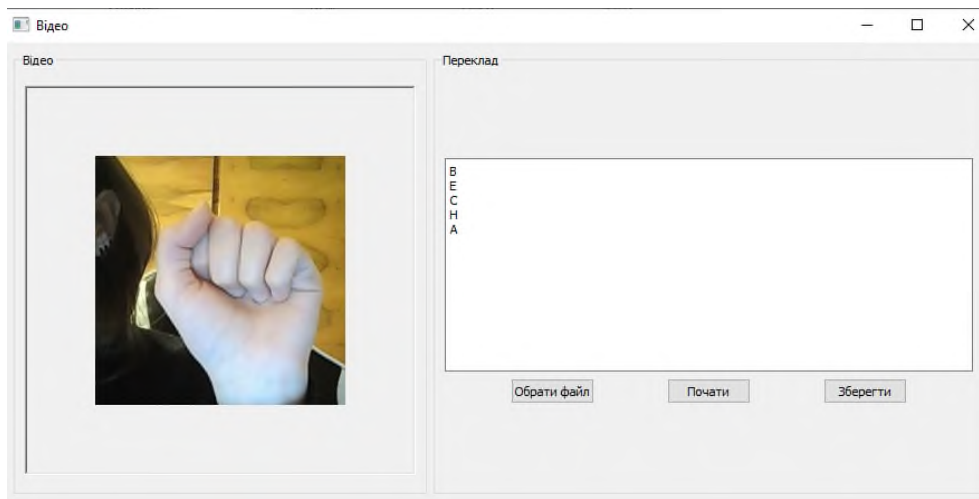 Відео
Відео
Переклад
В
Е
С
Н
А
Обрати файл
Почати
Зберегти